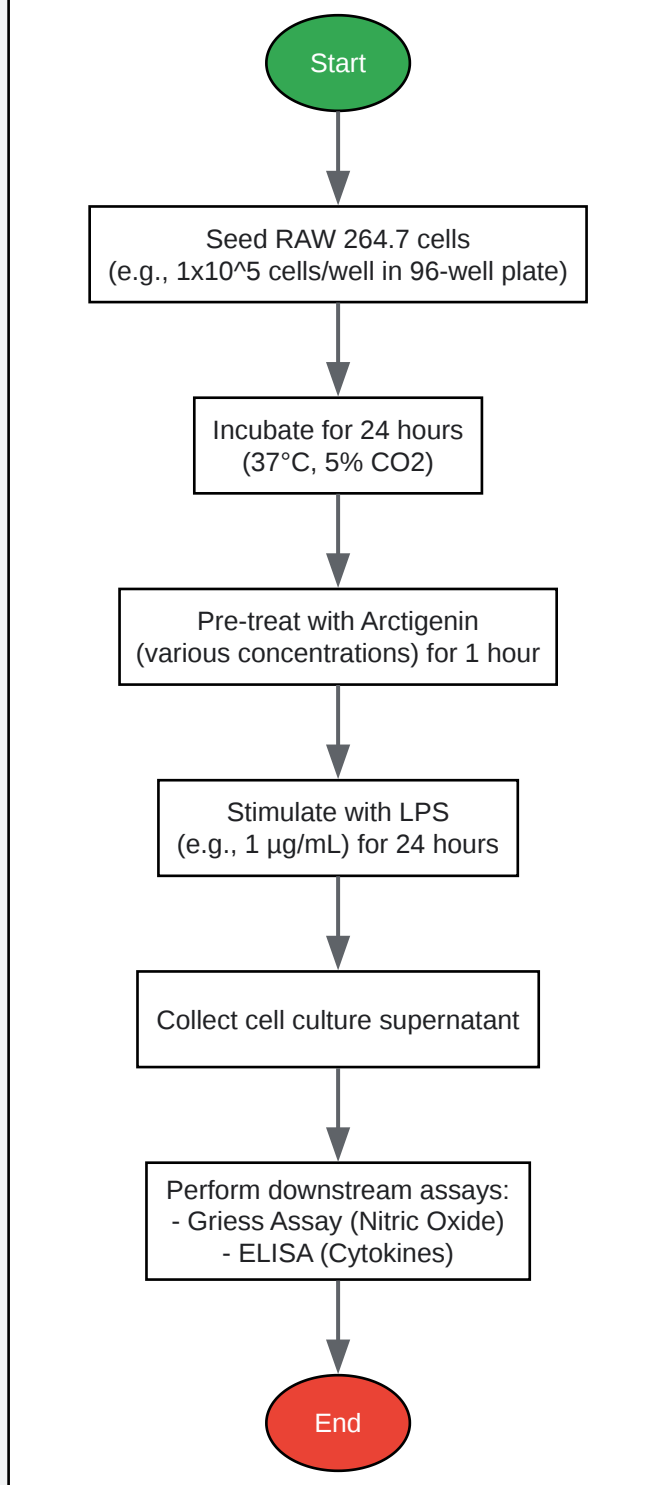 Start
Seed RAW 264.7 cells
(e.g., 1x10^5 cells/well in 96-well plate)
Incubate for 24 hours
(37°C, 5% CO2)
Pre-treat with Arctigenin
(various concentrations) for 1 hour
Stimulate with LPS
(e.g., 1 µg/mL) for 24 hours
Collect cell culture supernatant
Perform downstream assays:
- Griess Assay (Nitric Oxide)
- ELISA (Cytokines)
End